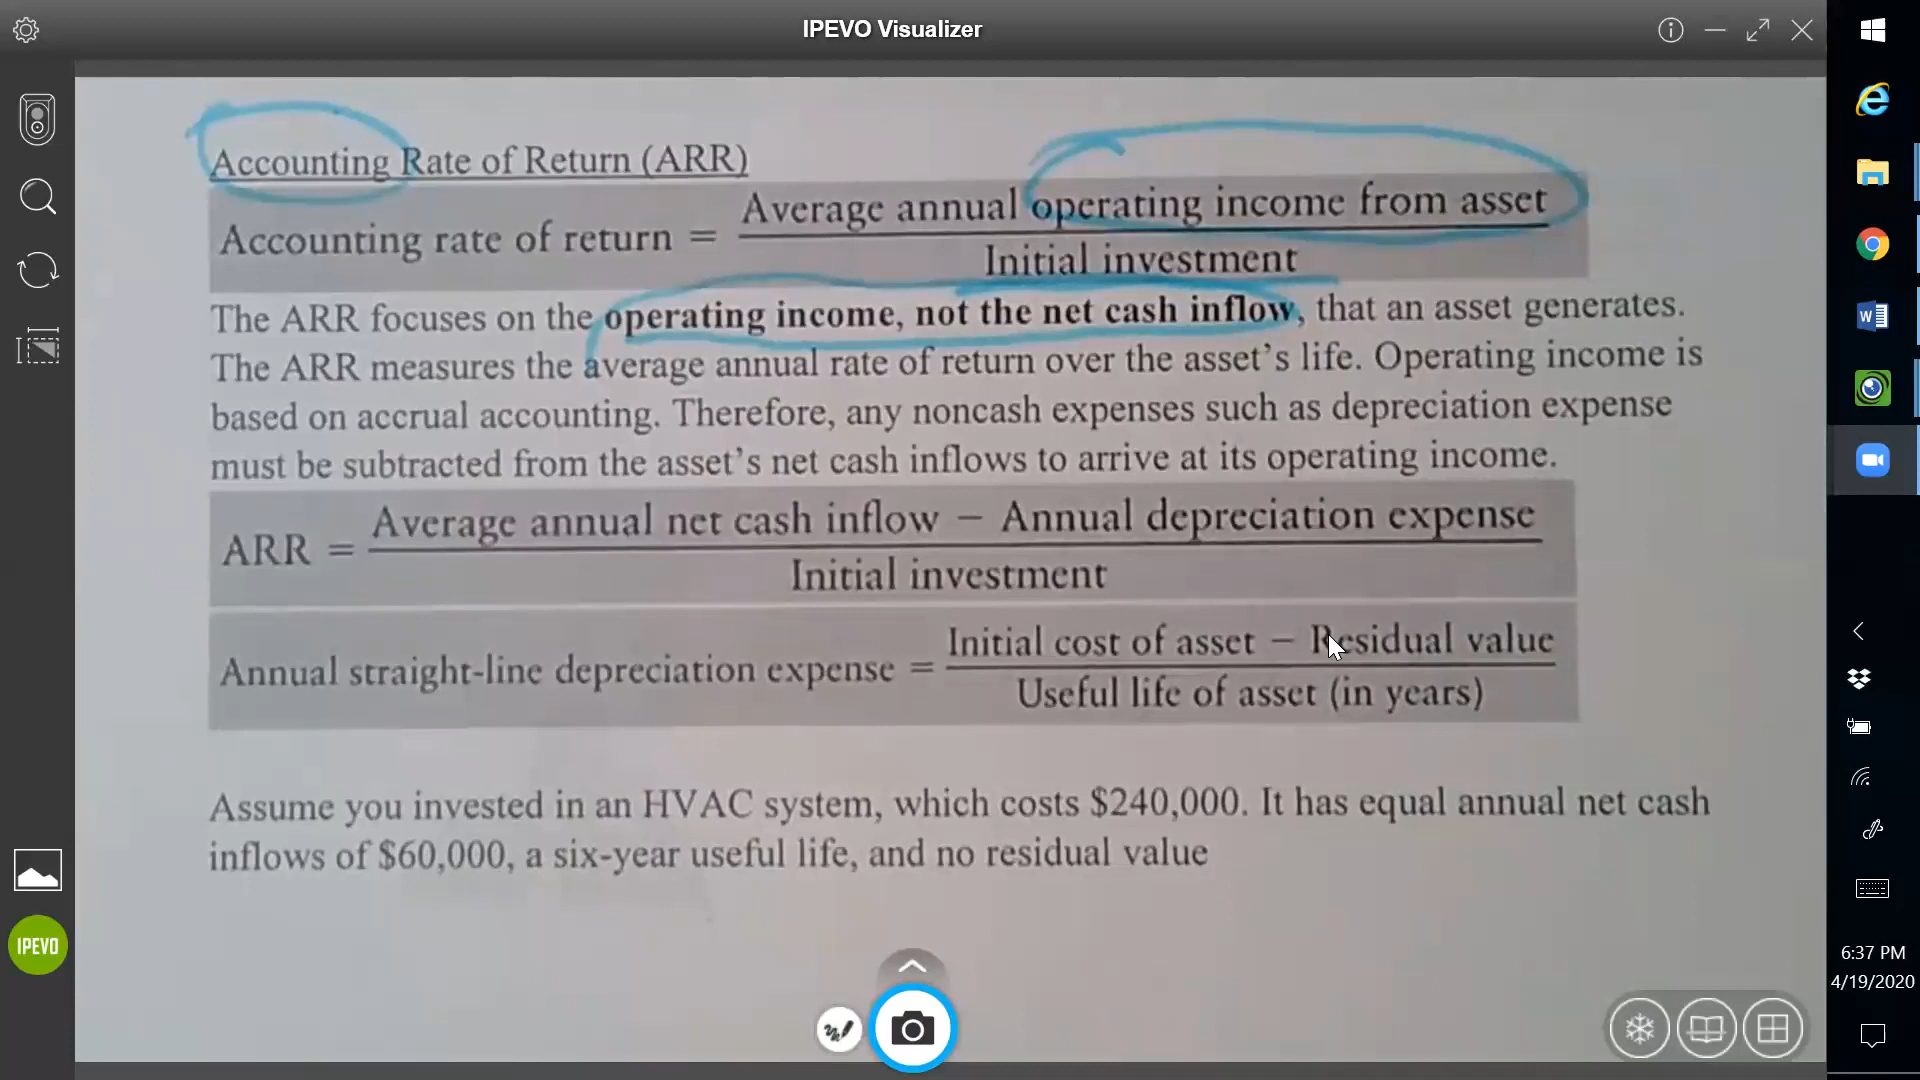 IPEVO Visualizer
Accounting Rate of Return (ARR)
Accounting rate of return = Average annual operating income from asset
Initial investment
The ARR focuses on the operating income, not the net cash inflow, that an asset generates.
The ARR measures the average annual rate of return over the asset's life. Operating income is
based on accrual accounting. Therefore, any noncash expenses such as depreciation expense
must be subtracted from the asset's net cash inflows to arrive at its operating income.
ARR = Average annual net cash inflow − Annual depreciation expense
Initial investment
Annual straight-line depreciation expense = Initial cost of asset − Residual value
Useful life of asset (in years)
Assume you invested in an HVAC system, which costs $240,000. It has equal annual net cash
inflows of $60,000, a six-year useful life, and no residual value
IPEVO
6:37 PM
4/19/2020